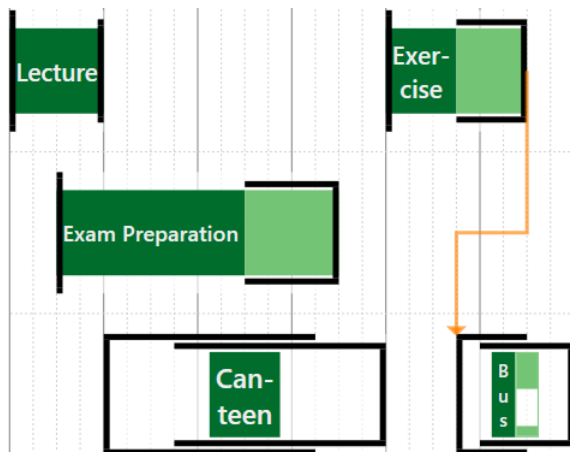 Lecture
Exer-
cise
Exam Preparation
Can-
teen
B
u
s